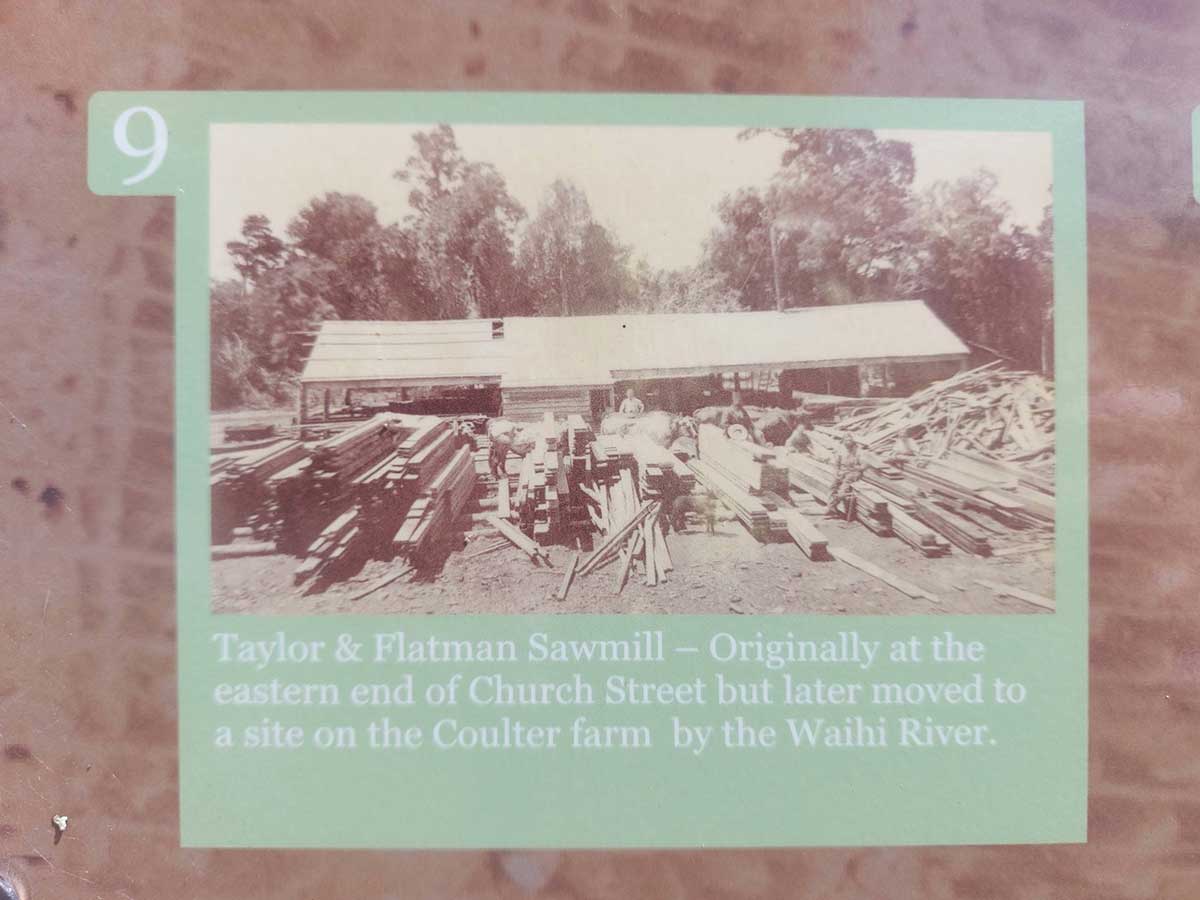 9
Taylor & Flatman Sawmill – Originally at the
eastern end of Church Street but later moved to
a site on the Coulter farm  by the Waihi River.